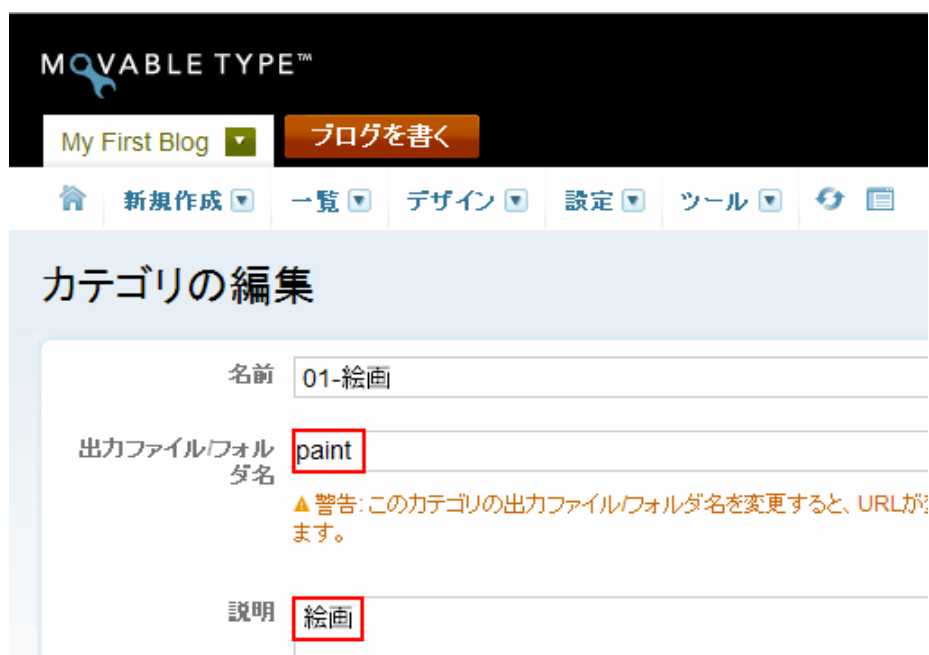 MOVABLE TYPE™
My First Blog ブログを書く
新規作成 一覧 デザイン 設定 ツール
カテゴリの編集
名前 01-絵画
出力ファイル/フォル
ダ名
paint
警告: このカテゴリの出力ファイル/フォルダ名を変更すると、URLが
ます。
説明 絵画